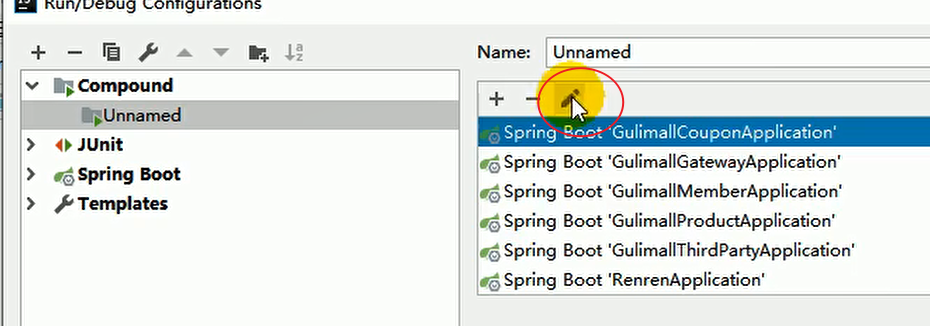 Run/Debug Configurations
Name: Unnamed
Compound
Unnamed
JUnit
Spring Boot
Templates
Spring Boot 'GulimallCouponApplication'
Spring Boot 'GulimallGatewayApplication'
Spring Boot 'GulimallMemberApplication'
Spring Boot 'GulimallProductApplication'
Spring Boot 'GulimallThirdPartyApplication'
Spring Boot 'RenrenApplication'